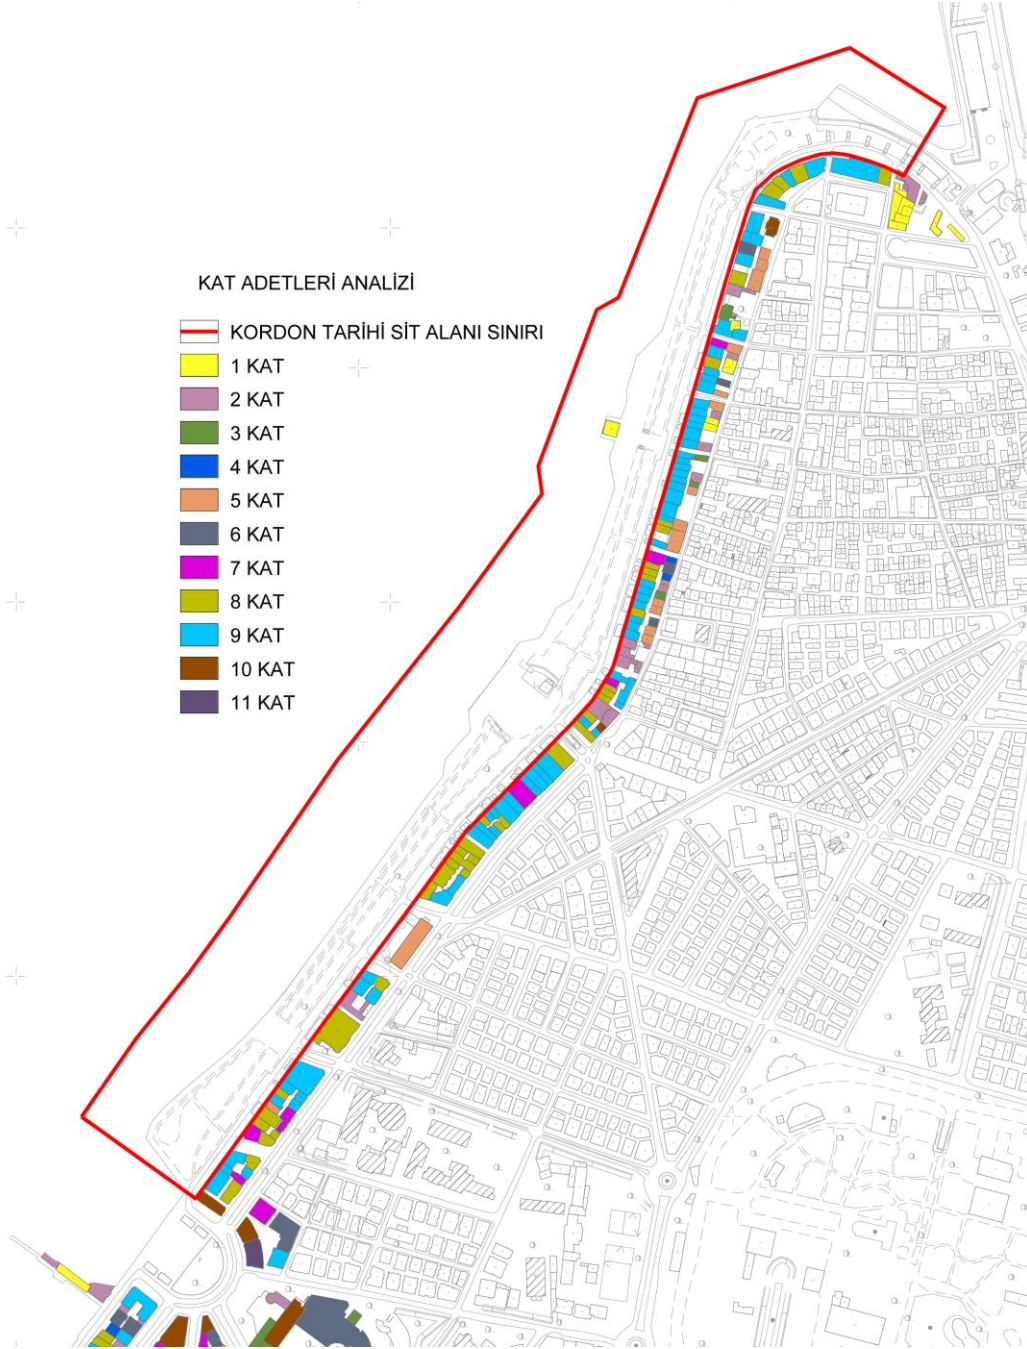 KAT ADETLERİ ANALİZİ
KORDON TARİHİ SİT ALANI SINIRI
1 KAT
2 KAT
3 KAT
4 KAT
5 KAT
6 KAT
7 KAT
8 KAT
9 KAT
10 KAT
11 KAT